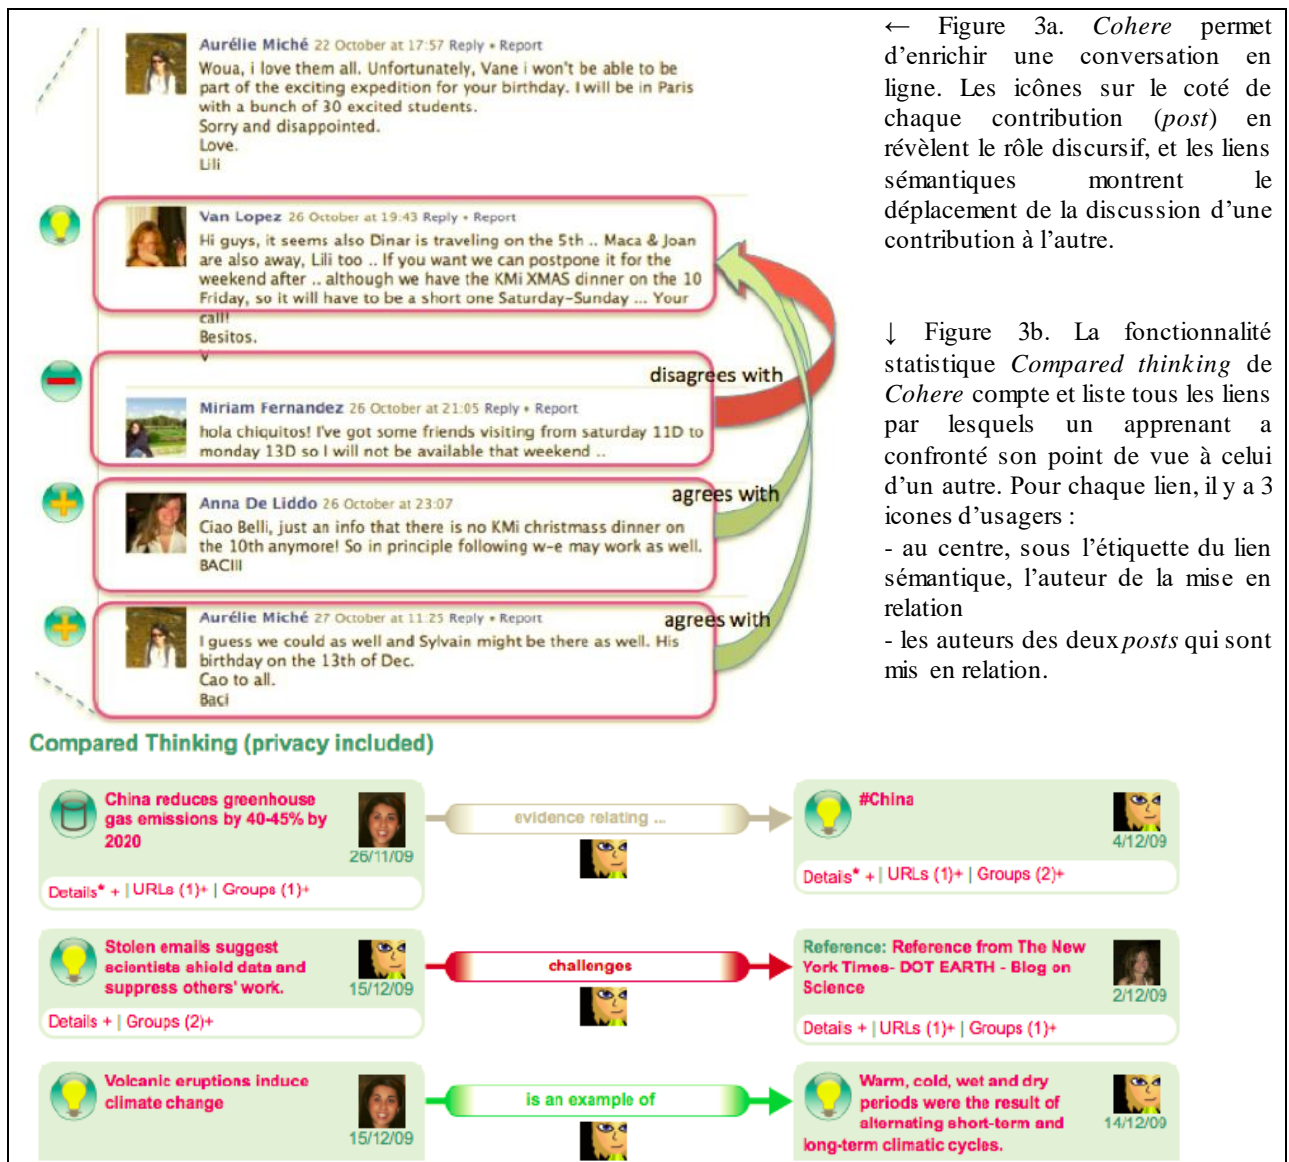 Aurélie Miché 22 October at 17:57 Reply • Report
Woua, i love them all. Unfortunately, Vane i won't be able to be
part of the exciting expedition for your birthday. I will be in Paris
with a bunch of 30 excited students.
Sorry and disappointed.
Love.
Lili
Van Lopez 26 October at 19:43 Reply • Report
Hi guys, it seems also Dinar is traveling on the 5th .. Maca & Joan
are also away, Lili too .. If you want we can postpone it for the
weekend after .. although we have the KMi XMAS dinner on the 10
Friday, so it will have to be a short one Saturday-Sunday ... Your
call!
Besitos.
V
disagrees with
Miriam Fernandez 26 October at 21:05 Reply • Report
hola chiquitos! I've got some friends visiting from saturday 11D to
monday 13D so I will not be available that weekend ..
agrees with
Anna De Liddo 26 October at 23:07
Ciao Belli, just an info that there is no KMi christmass dinner on
the 10th anymore! So in principle following w-e may work as well.
BACIII
agrees with
Aurélie Miché 27 October at 11:25 Reply • Report
I guess we could as well and Sylvain might be there as well. His
birthday on the 13th of Dec.
Cao to all.
Baci
← Figure 3a. Cohere permet
d'enrichir une conversation en
ligne. Les icônes sur le coté de
chaque contribution (post) en
révèlent le rôle discursif, et les liens
sémantiques montrent le
déplacement de la discussion d'une
contribution à l'autre.
↓ Figure 3b. La fonctionnalité
statistique Compared thinking de
Cohere compte et liste tous les liens
par lesquels un apprenant a
confronté son point de vue à celui
d'un autre. Pour chaque lien, il y a 3
icones d'usagers :
- au centre, sous l'étiquette du lien
sémantique, l'auteur de la mise en
relation
- les auteurs des deux posts qui sont
mis en relation.
Compared Thinking (privacy included)
China reduces greenhouse
gas emissions by 40-45% by
2020
26/11/09
Details* + | URLs (1)+ | Groups (1)+
evidence relating ...
#China
4/12/09
Details* + | URLs (1)+ | Groups (2)+
Stolen emails suggest
scientists shield data and
suppress others' work.
15/12/09
Details + | Groups (2)+
challenges
Reference: Reference from The New
York Times- DOT EARTH - Blog on
Science
2/12/09
Details + | URLs (1)+ | Groups (1)+
Volcanic eruptions induce
climate change
15/12/09
is an example of
Warm, cold, wet and dry
periods were the result of
alternating short-term and
long-term climatic cycles.
14/12/09